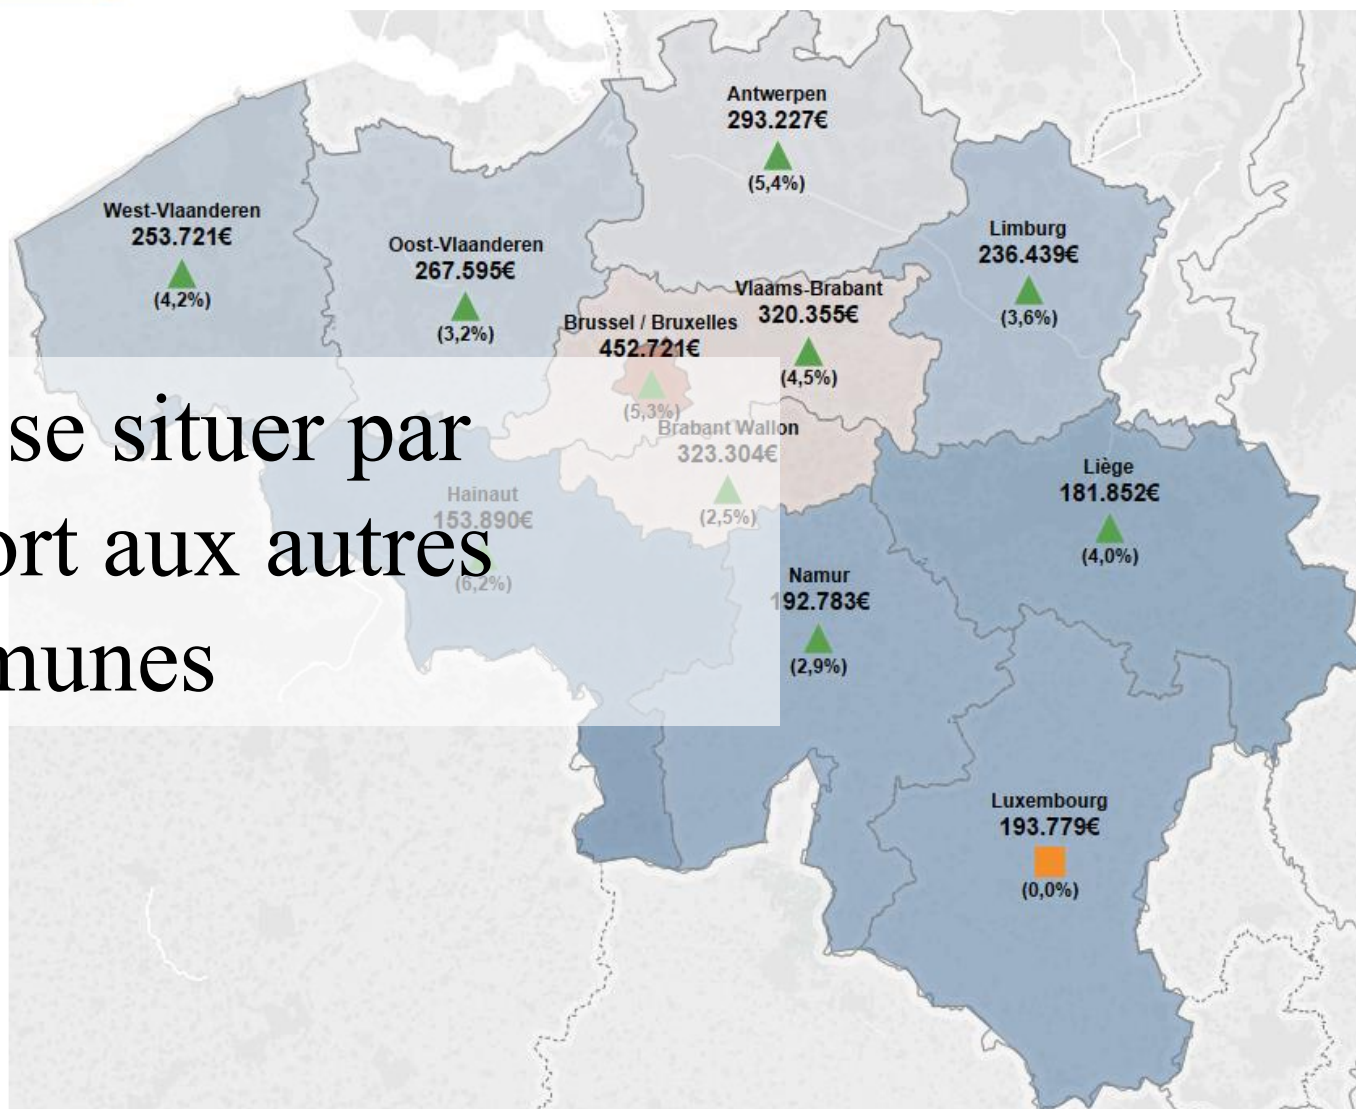 Antwerpen
293.227€
(5,4%)
West-Vlaanderen
253.721€
(4,2%)
Oost-Vlaanderen
267.595€
(3,2%)
Limburg
236.439€
(3,6%)
Vlaams-Brabant
320.355€
(4,5%)
Brussel / Bruxelles
452.721€
(5,3%)
Brabant Wallon
323.304€
(2,5%)
se situer par
ort aux autres
munes
Hainaut
153.890€
(6,2%)
Liège
181.852€
(4,0%)
Namur
192.783€
(2,9%)
Luxembourg
193.779€
(0,0%)